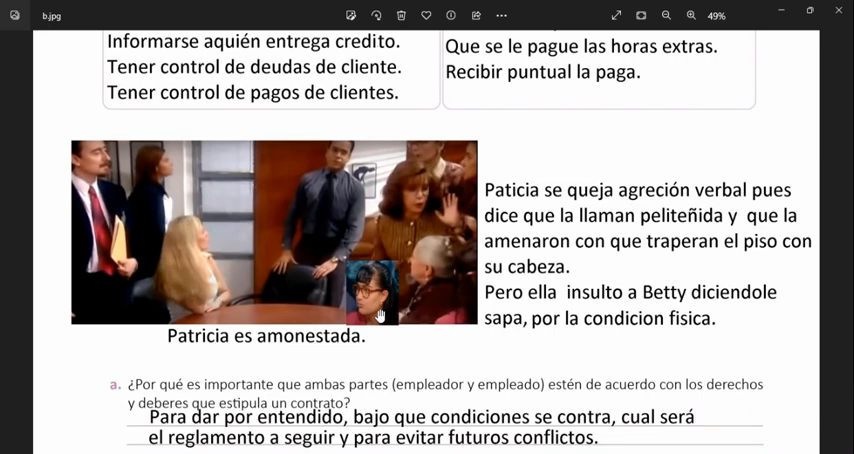 b.jpg
49%
Informarse aquién entrega credito.
Tener control de deudas de cliente.
Tener control de pagos de clientes.
Que se le pague las horas extras.
Recibir puntual la paga.
Paticia se queja agreción verbal pues
dice que la llaman peliteñida y que la
amenaron con que traperan el piso con
su cabeza.
Pero ella insulto a Betty diciendole
sapa, por la condicion fisica.
Patricia es amonestada.
a. ¿Por qué es importante que ambas partes (empleador y empleado) estén de acuerdo con los derechos
y deberes que estipula un contrato?
Para dar por entendido, bajo que condiciones se contra, cual será
el reglamento a seguir y para evitar futuros conflictos.